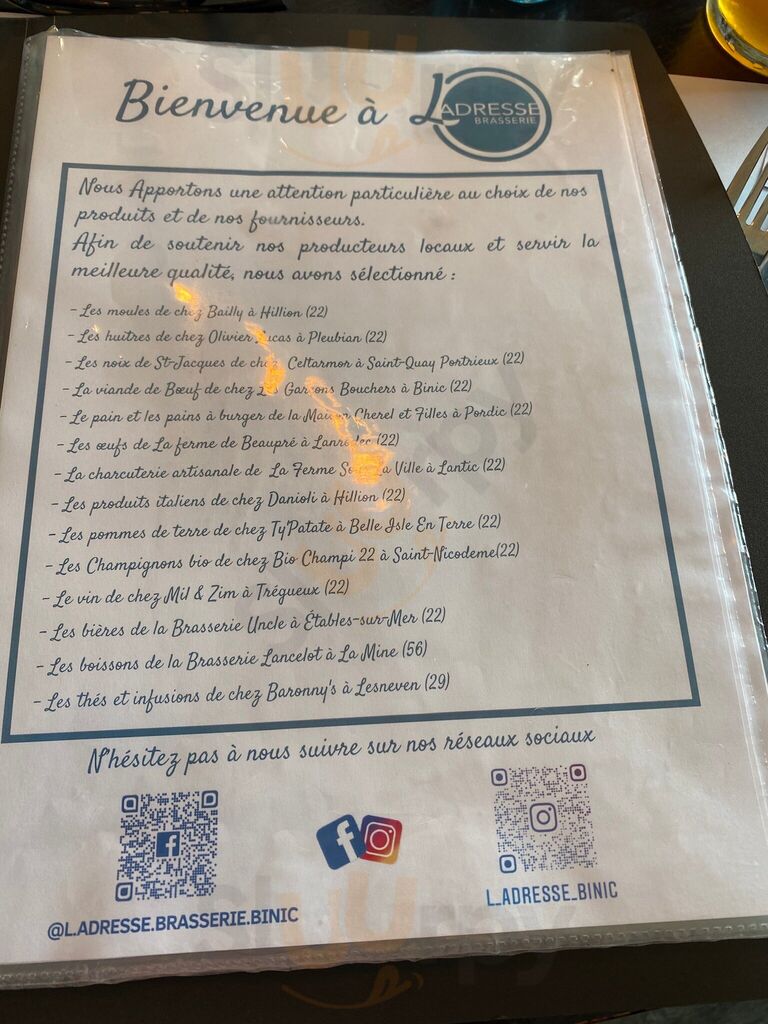 Bienvenue à LADRESSE
BRASSERIE
Nous Apportons une attention particulière au choix de nos
produits et de nos fournisseurs.
Afin de soutenir nos producteurs locaux et servir la
meilleure qualité, nous avons sélectionné :
- Les moules de chez Bailly à Hillion (22)
- Les huîtres de chez Olivier à Pleubian (22)
- Les noix de St-Jacques de chez Celtarmor à Saint-Quay Portrieux (22)
- La viande de Bœuf de chez Les Garçons Bouchers à Binic (22)
- Le pain et les pains à burger de la Maison Cherel et Filles à Pordic (22)
- Les œufs de La ferme de Beaupré à (22)
- La charcuterie artisanale de La Ferme la Ville à Lantic (22)
- Les produits italiens de chez Danioli à Hillion (22)
- Les pommes de terre de chez Ty'Patate à Belle Isle En Terre (22)
- Les Champignons bio de chez Bio Champi 22 à Saint-Nicodeme(22)
- Le vin de chez Mil & Zim à Trégueux (22)
- Les bières de la Brasserie Uncle à Étables-sur-Mer (22)
- Les boissons de la Brasserie Lancelot à La Mine (56)
- Les thés et infusions de chez Baronny's à Lesneven (29)
N'hésitez pas à nous suivre sur nos réseaux sociaux
@L.ADRESSE.BRASSERIE.BINIC
L_ADRESSE_BINIC